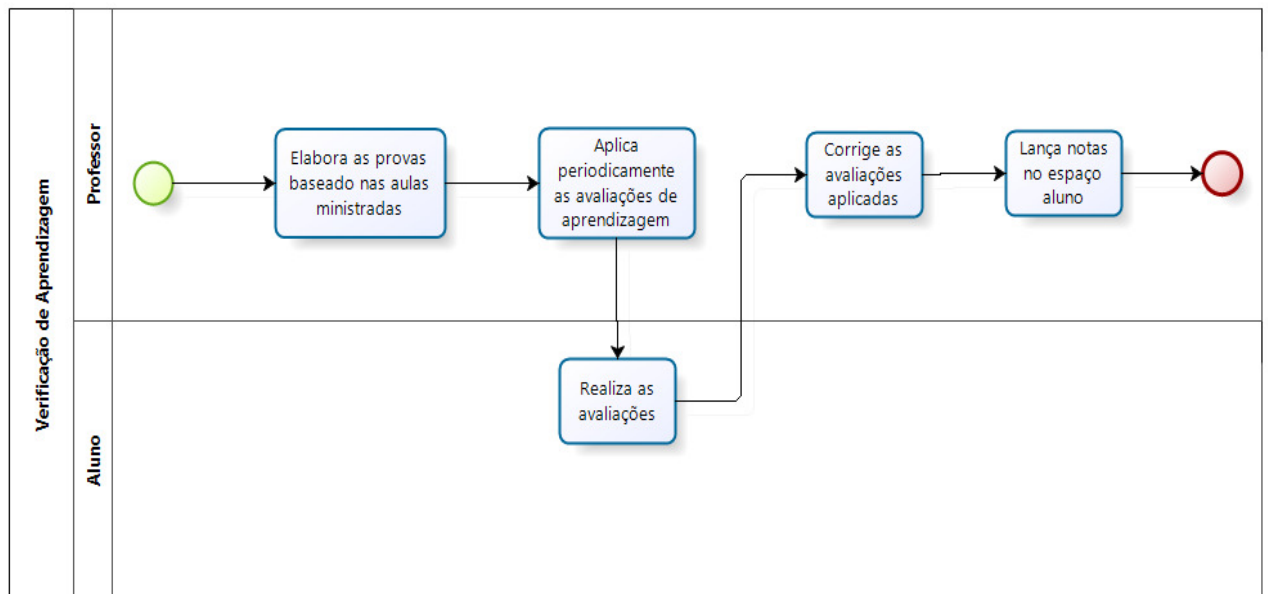 Verificação de Aprendizagem
Professor
Elabora as provas
baseado nas aulas
ministradas
Aplica
periodicamente
as avaliações de
aprendizagem
Corrige as
avaliações
aplicadas
Lança notas
no espaço
aluno
Aluno
Realiza as
avaliações